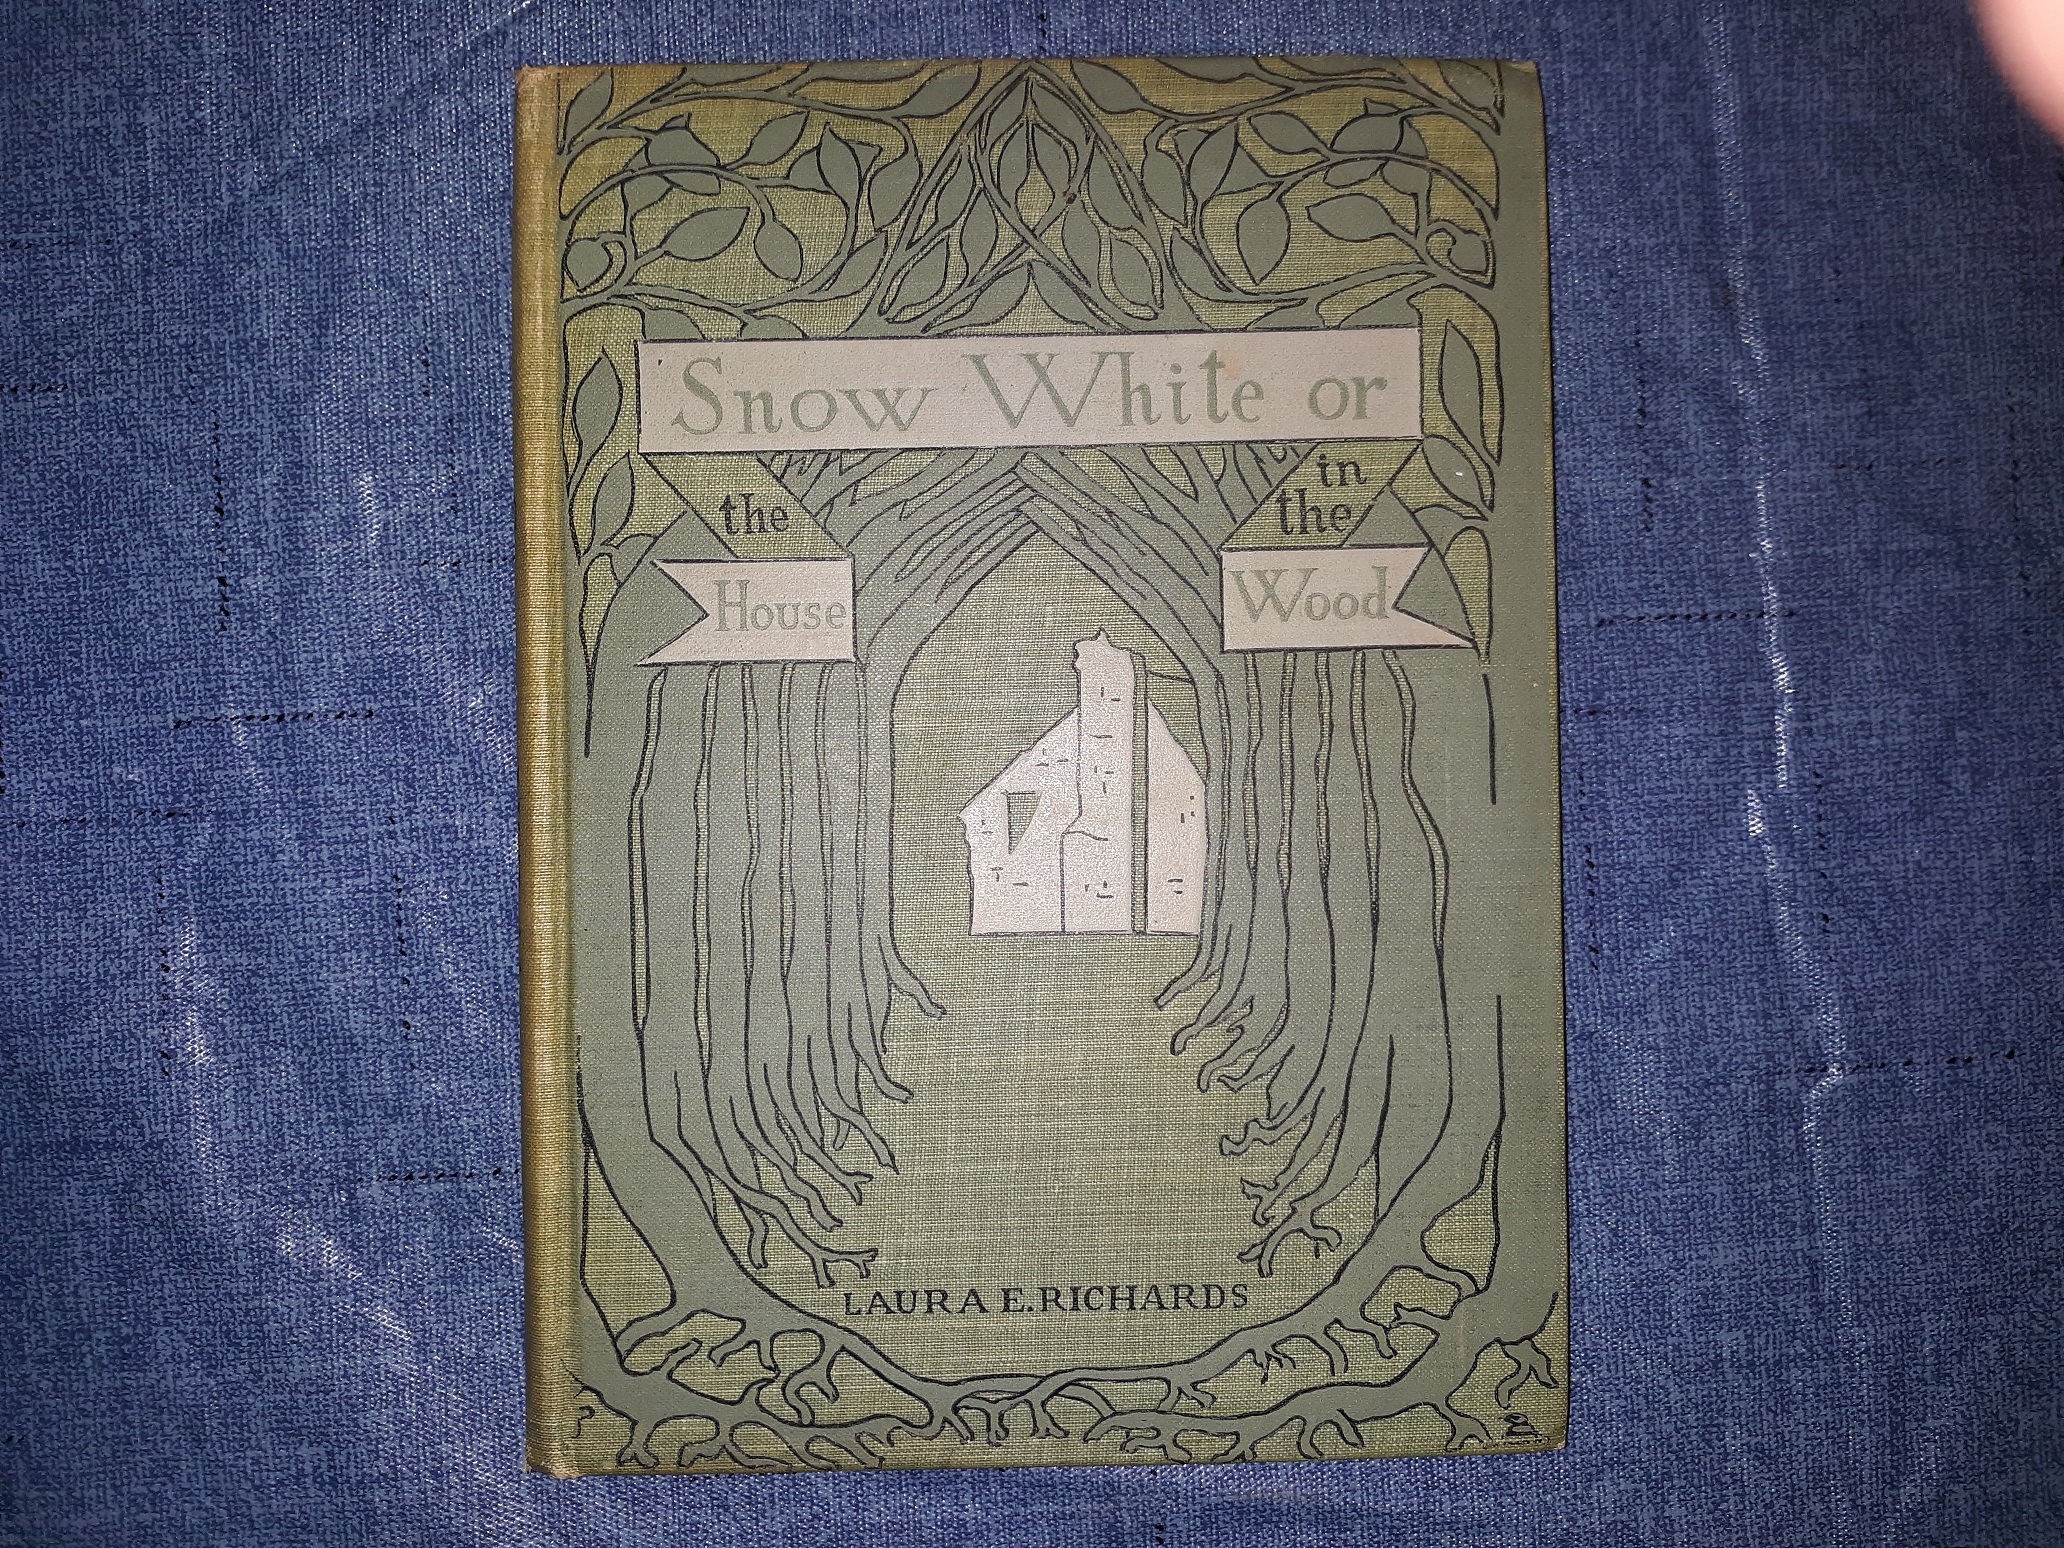 Snow White or
the
House
in
the
Wood
LAURA E. RICHARDS